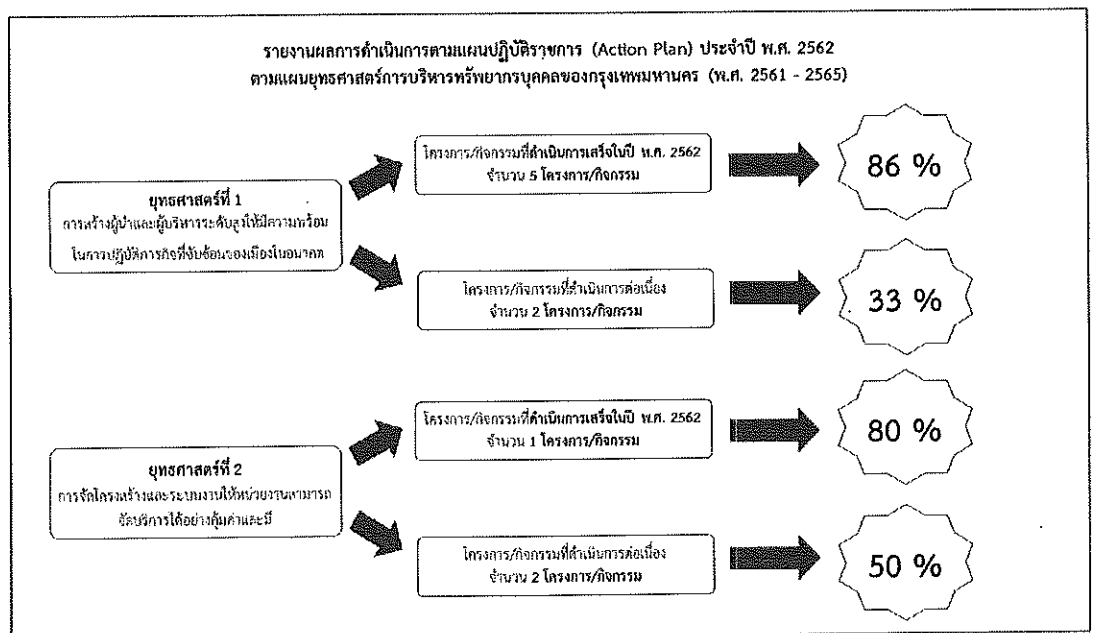 รายงานผลการดำเนินการตามแผนปฏิบัติราชการ (Action Plan) ประจำปี พ.ศ. 2562
ตามแผนยุทธศาสตร์การบริหารทรัพยากรบุคคลของกรุงเทพมหานคร (พ.ศ. 2561 - 2565)
ยุทธศาสตร์ที่ 1
การสร้างผู้นำและผู้บริหารระดับสูงให้มีความพร้อม
ในการปฏิบัติภารกิจที่ซับซ้อนของเมืองในอนาคต
โครงการ/กิจกรรมที่ดำเนินการเสร็จในปี พ.ศ. 2562
จำนวน 5 โครงการ/กิจกรรม
86 %
โครงการ/กิจกรรมที่ดำเนินการต่อเนื่อง
จำนวน 2 โครงการ/กิจกรรม
33 %
ยุทธศาสตร์ที่ 2
การจัดโครงสร้างและระบบงานให้หน่วยงานสามารถ
จัดบริการได้อย่างคุ้มค่าและมี
โครงการ/กิจกรรมที่ดำเนินการเสร็จในปี พ.ศ. 2562
จำนวน 1 โครงการ/กิจกรรม
80 %
โครงการ/กิจกรรมที่ดำเนินการต่อเนื่อง
จำนวน 2 โครงการ/กิจกรรม
50 %